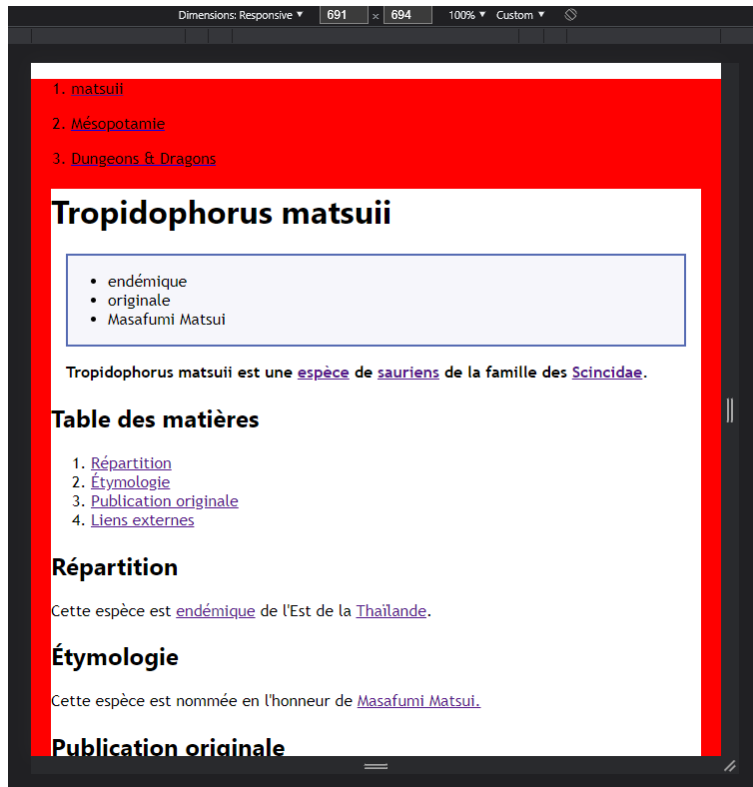 Dimensions: Responsive ▼ 691 × 694 100% ▼ Custom ▼
1. matsuii
2. Mésopotamie
3. Dungeons & Dragons
Tropidophorus matsuii
• endémique
• originale
• Masafumi Matsui
Tropidophorus matsuii est une espèce de sauriens de la famille des Scincidae.
Table des matières
1. Répartition
2. Étymologie
3. Publication originale
4. Liens externes
Répartition
Cette espèce est endémique de l'Est de la Thaïlande.
Étymologie
Cette espèce est nommée en l'honneur de Masafumi Matsui.
Publication originale